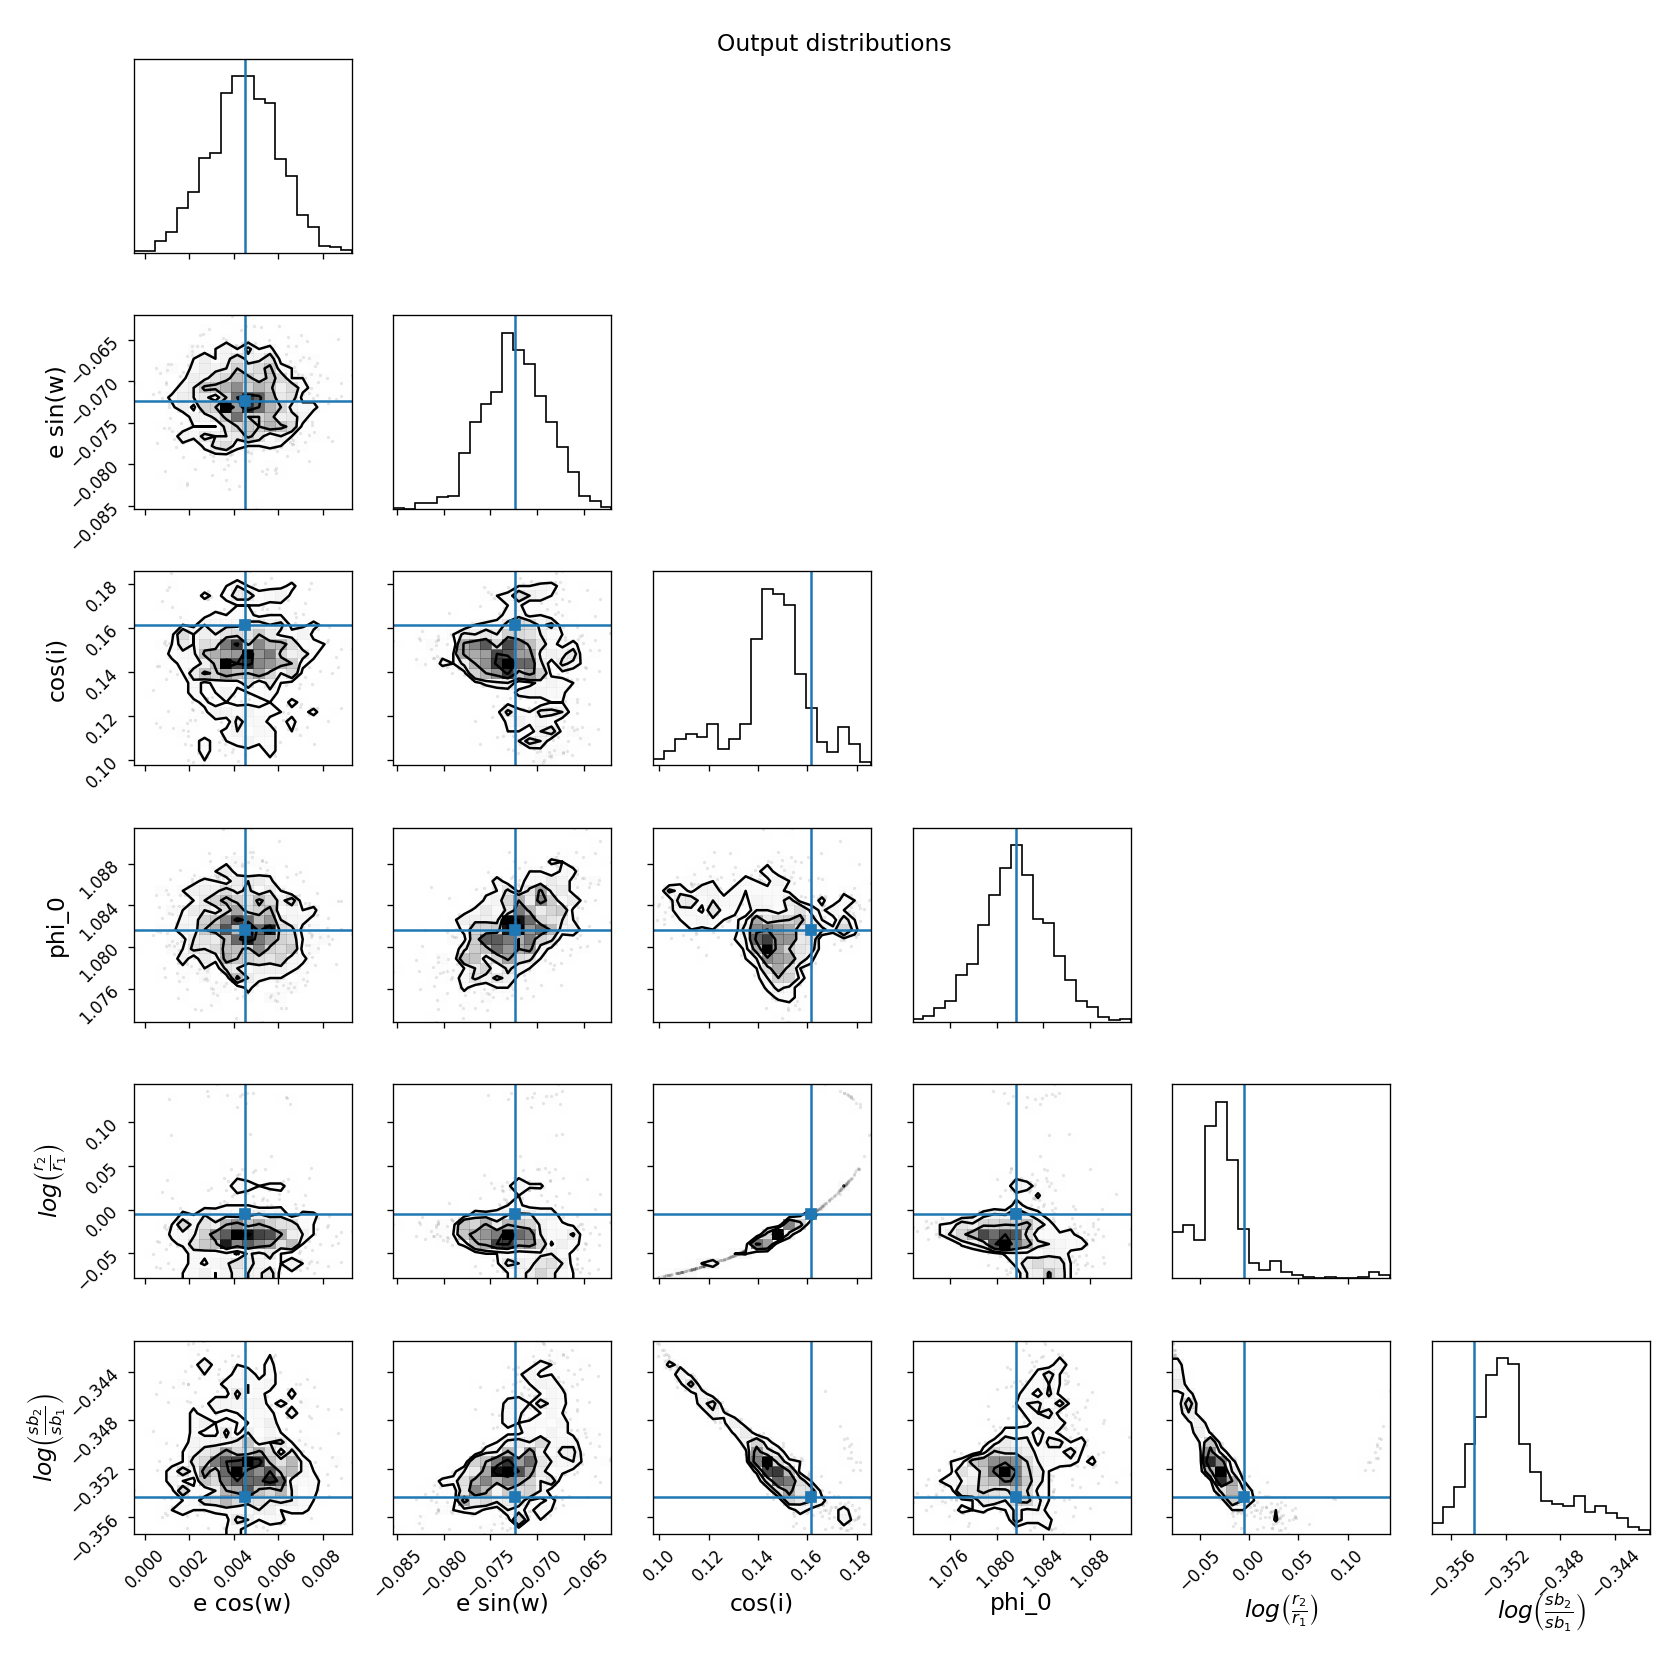 Output distributions
e sin(w)
−0.065
−0.070
−0.075
−0.080
−0.085
cos(i)
0.18
0.16
0.14
0.12
0.10
phi_0
1.088
1.084
1.080
1.076
log(r₂/r₁)
0.10
0.05
0.00
−0.05
log(sb₂/sb₁)
−0.344
−0.348
−0.352
−0.356
0.000 0.002 0.004 0.006 0.008 −0.085 −0.080 −0.075 −0.070 −0.065 0.10 0.12 0.14 0.16 0.18 1.076 1.080 1.084 1.088 −0.05 0.00 0.05 0.10 −0.356 −0.352 −0.348 −0.344
e cos(w) e sin(w) cos(i) phi_0 log(r₂/r₁) log(sb₂/sb₁)